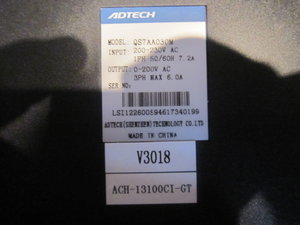 ADTECH
MODEL: QS7AA030M
INPUT: 200-230V AC
1PH 50/60H 7.2A
OUTPUT: 0-200V AC
3PH MAX 6.0A
SER NO:
LSI122600594617340199
ADTECH(SHENZHEN)TECHNOLOGY CO.LTD
MADE IN CHINA
V3018
ACH-13100CI-GT